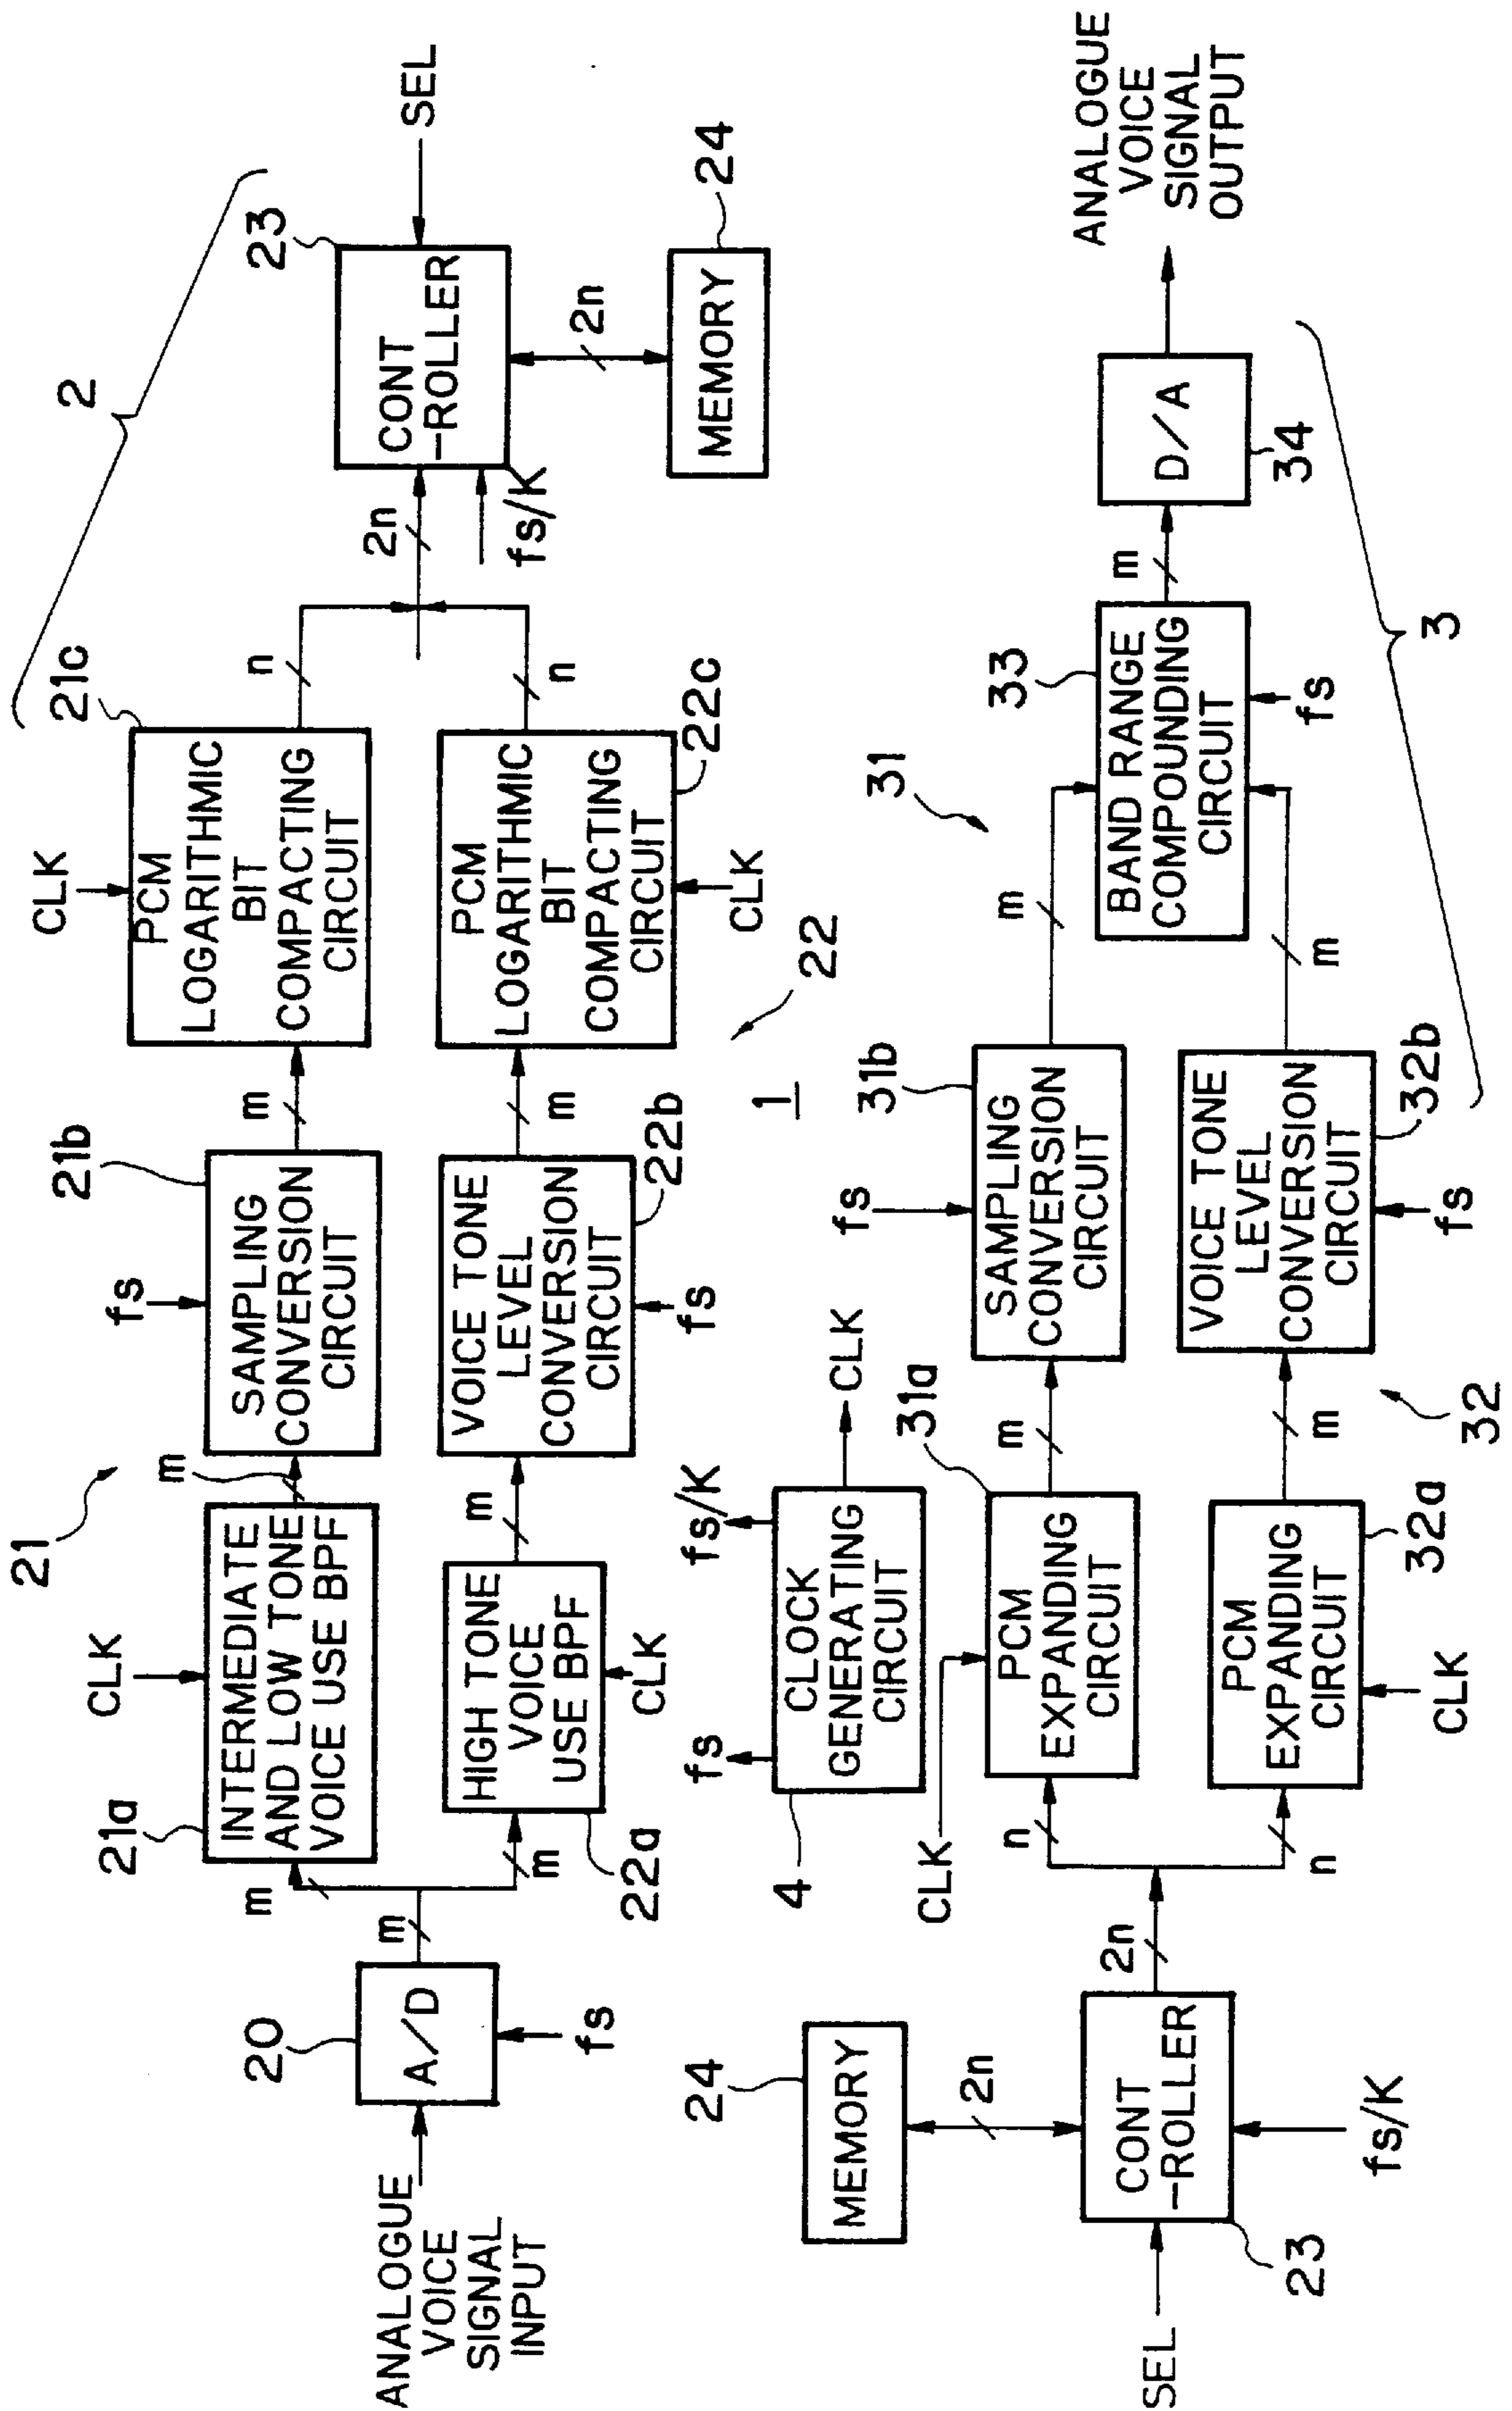 2
21
CLK
fs
21b
CLK
21c
21a
INTERMEDIATE
AND LOW TONE
VOICE USE BPF
m
SAMPLING
CONVERSION
CIRCUIT
m
PCM
LOGARITHMIC
BIT
COMPACTING
CIRCUIT
n
23
SEL
ANALOGUE
VOICE
SIGNAL
INPUT
20
A/D
fs
m
m
m
22a
HIGH TONE
VOICE
USE BPF
CLK
m
VOICE TONE
LEVEL
CONVERSION
CIRCUIT
fs
22b
m
PCM
LOGARITHMIC
BIT
COMPACTING
CIRCUIT
CLK
22c
n
2n
fs/K
CONT
-ROLLER
2n
MEMORY
24
22
1
4
fs
fs/K
CLOCK
GENERATING
CIRCUIT
CLK
24
MEMORY
2n
SEL
CONT
-ROLLER
23
fs/K
2n
n
n
CLK
31a
PCM
EXPANDING
CIRCUIT
m
fs
31b
SAMPLING
CONVERSION
CIRCUIT
m
31
PCM
EXPANDING
CIRCUIT
32a
CLK
m
32
VOICE TONE
LEVEL
CONVERSION
CIRCUIT
32b
fs
m
33
BAND RANGE
COMPOUNDING
CIRCUIT
fs
m
D/A
34
ANALOGUE
VOICE
SIGNAL
OUTPUT
3